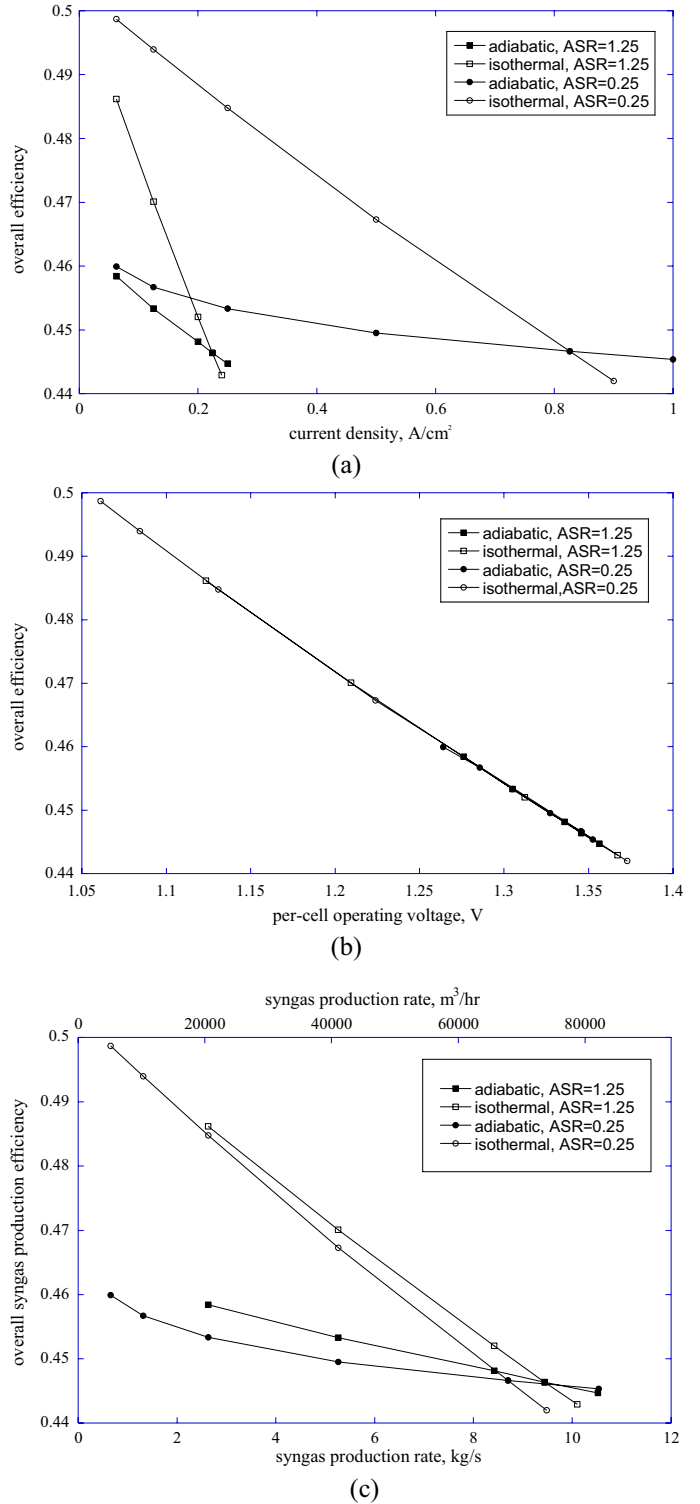 0.5
0.49
0.48
0.47
0.46
0.45
0.44
overall efficiency
adiabatic, ASR=1.25
isothermal, ASR=1.25
adiabatic, ASR=0.25
isothermal, ASR=0.25
0 0.2 0.4 0.6 0.8 1
current density, A/cm²
(a)
0.5
0.49
0.48
0.47
0.46
0.45
0.44
overall efficiency
adiabatic, ASR=1.25
isothermal, ASR=1.25
adiabatic, ASR=0.25
isothermal,ASR=0.25
1.05 1.1 1.15 1.2 1.25 1.3 1.35 1.4
per-cell operating voltage, V
(b)
syngas production rate, m³/hr
0 20000 40000 60000 80000
0.5
0.49
0.48
0.47
0.46
0.45
0.44
overall syngas production efficiency
adiabatic, ASR=1.25
isothermal, ASR=1.25
adiabatic, ASR=0.25
isothermal, ASR=0.25
0 2 4 6 8 10 12
syngas production rate, kg/s
(c)